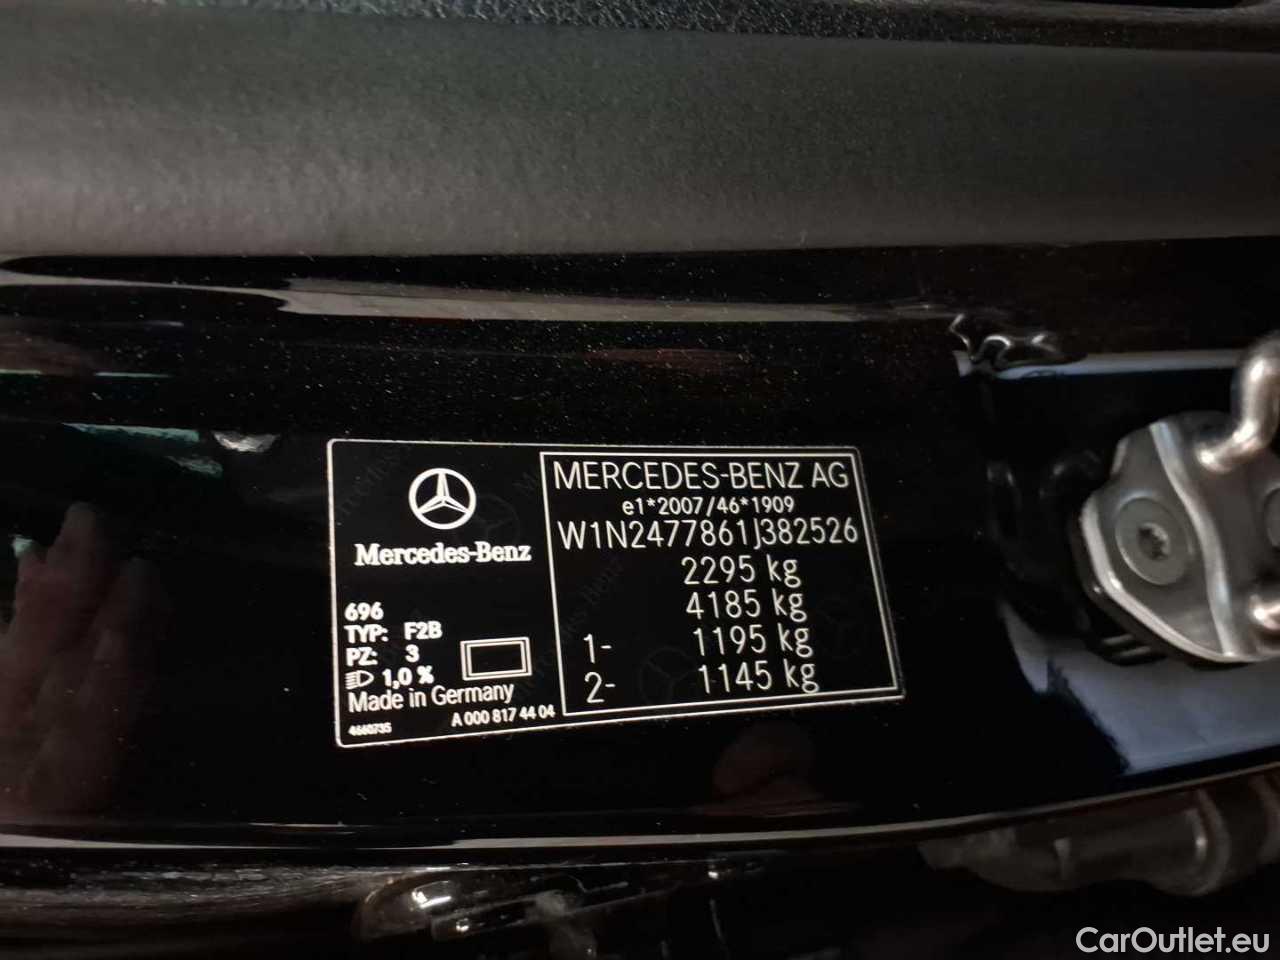 Mercedes-Benz
696
TYP: F2B
PZ: 3
1,0 %
Made in Germany
4660735
A 000 817 44 04
MERCEDES-BENZ AG
e1*2007/46*1909
W1N2477861J382526
2295 kg
4185 kg
1- 1195 kg
2- 1145 kg
CarOutlet.eu